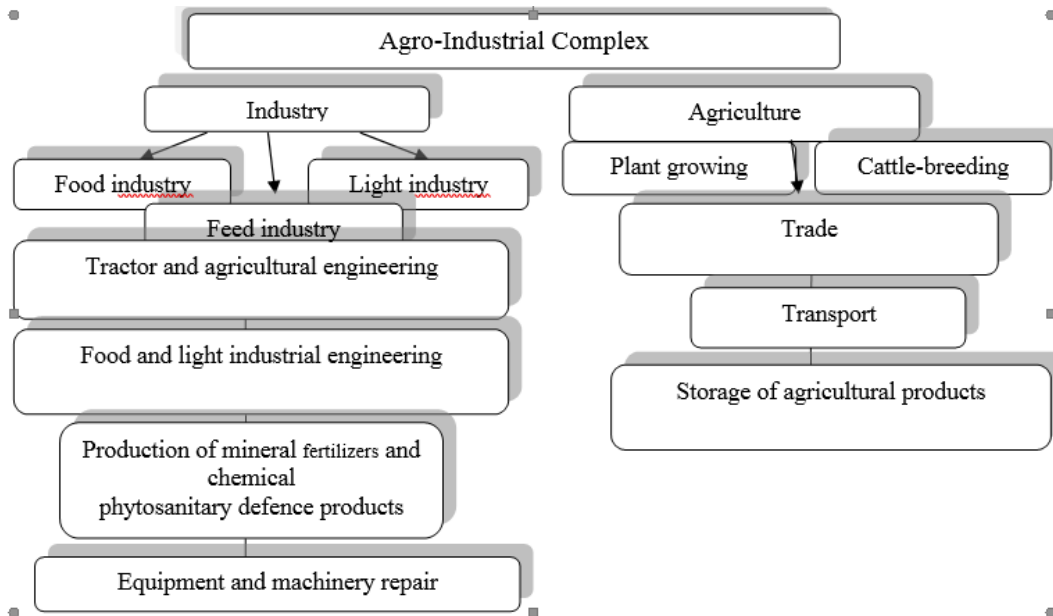 Agro-Industrial Complex
Industry
Agriculture
Food industry
Light industry
Plant growing
Cattle-breeding
Feed industry
Trade
Tractor and agricultural engineering
Transport
Food and light industrial engineering
Storage of agricultural products
Production of mineral fertilizers and
chemical
phytosanitary defence products
Equipment and machinery repair